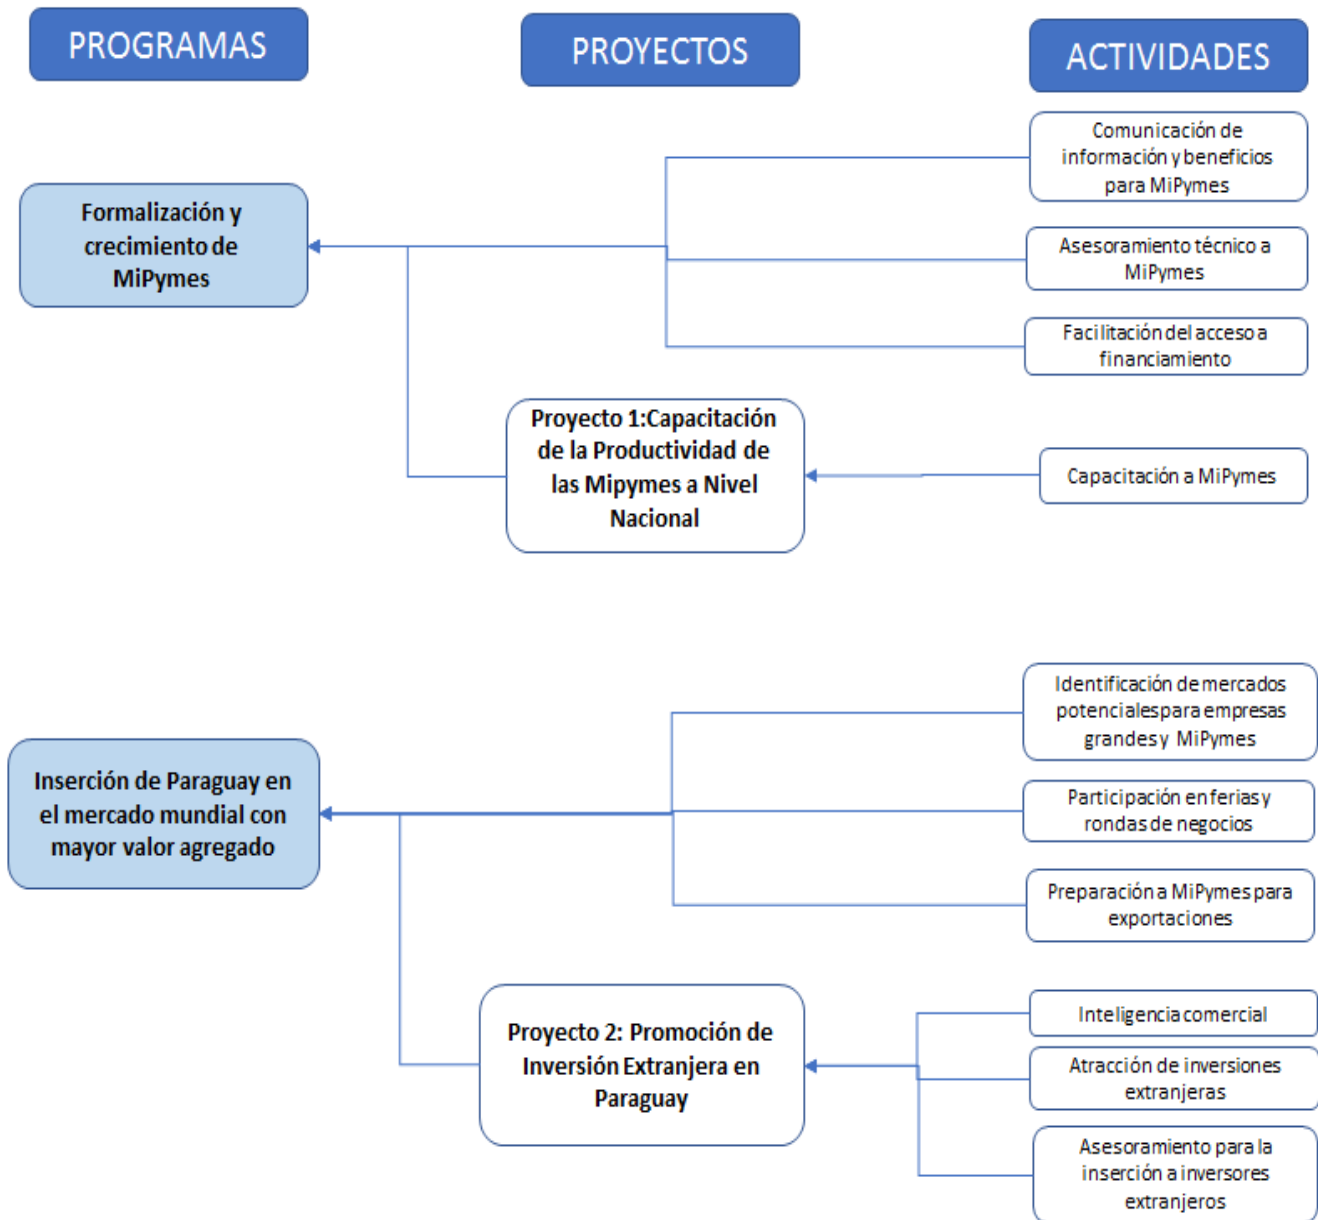 PROGRAMAS
PROYECTOS
ACTIVIDADES
Comunicación de
información y beneficios
para MiPymes
Formalización y
crecimiento de
MiPymes
Asesoramiento técnico a
MiPymes
Facilitación del acceso a
financiamiento
Proyecto 1:Capacitación
de la Productividad de
las Mipymes a Nivel
Nacional
Capacitación a MiPymes
Identificación de mercados
potenciales para empresas
grandes y MiPymes
Inserción de Paraguay en
el mercado mundial con
mayor valor agregado
Participación en ferias y
rondas de negocios
Preparación a MiPymes para
exportaciones
Proyecto 2: Promoción de
Inversión Extranjera en
Paraguay
Inteligencia comercial
Atracción de inversiones
extranjeras
Asesoramiento para la
inserción a inversores
extranjeros